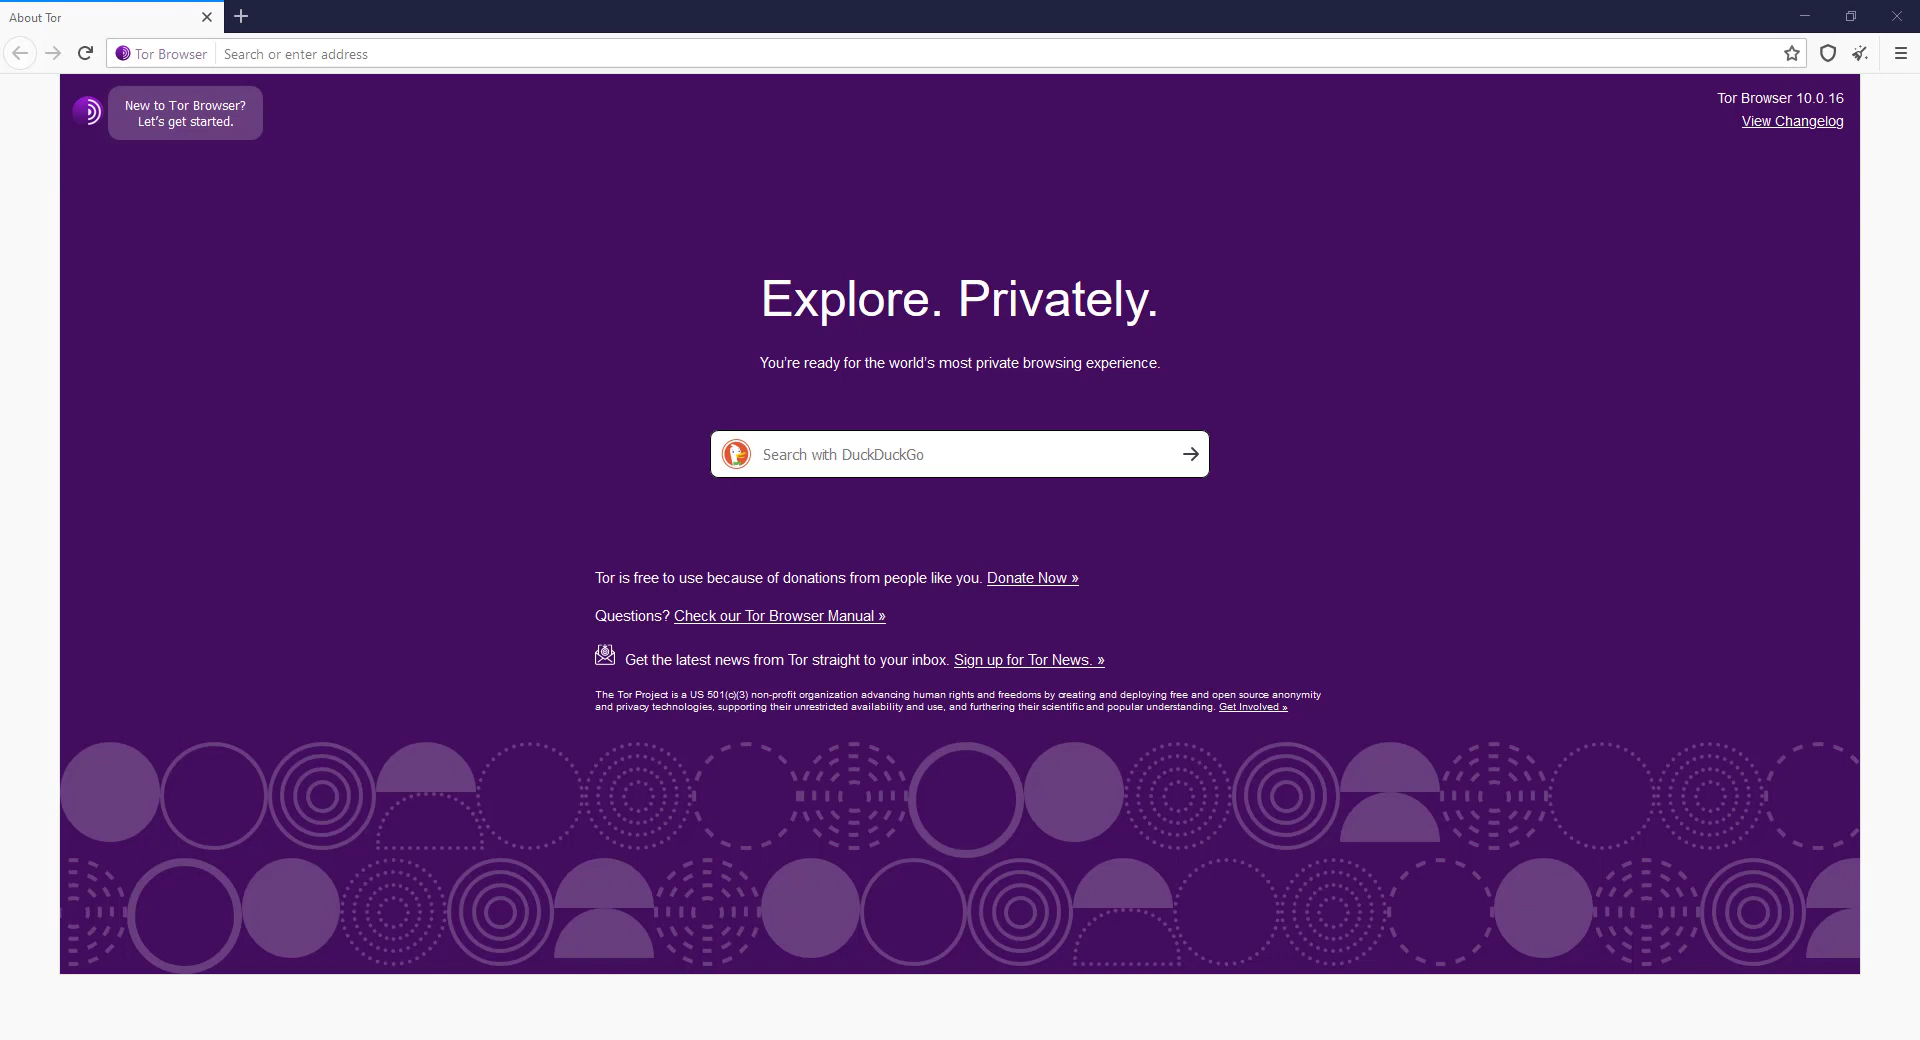 About Tor
Tor Browser
Search or enter address
New to Tor Browser?
Let's get started.
Tor Browser 10.0.16
View Changelog
Explore. Privately.
You're ready for the world's most private browsing experience.
Search with DuckDuckGo
Tor is free to use because of donations from people like you. Donate Now »
Questions? Check our Tor Browser Manual »
Get the latest news from Tor straight to your inbox. Sign up for Tor News. »
The Tor Project is a US 501(c)(3) non-profit organization advancing human rights and freedoms by creating and deploying free and open source anonymity
and privacy technologies, supporting their unrestricted availability and use, and furthering their scientific and popular understanding. Get Involved »